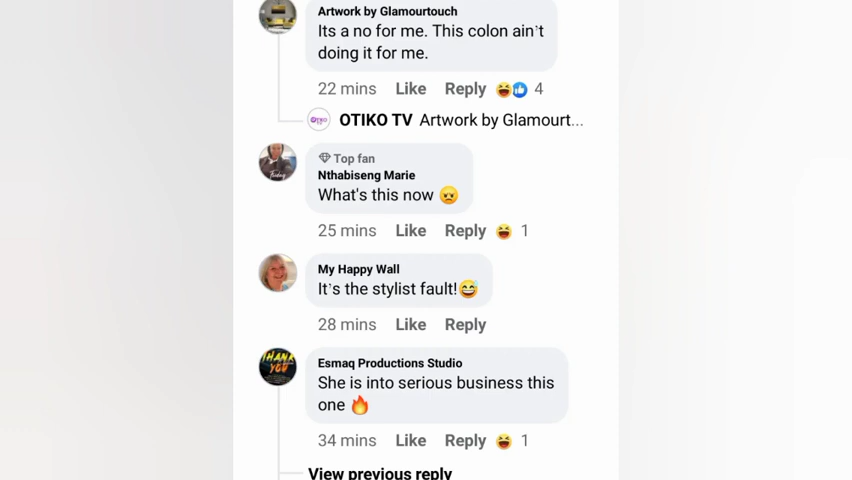 Artwork by Glamourtouch
Its a no for me. This colon ain't
doing it for me.
22 mins Like Reply 4
OTIKO TV Artwork by Glamourt...
Top fan
Nthabiseng Marie
What's this now 😠
25 mins Like Reply 1
My Happy Wall
It's the stylist fault!😅
28 mins Like Reply
THANK
YOU
Esmaq Productions Studio
She is into serious business this
one 🔥
34 mins Like Reply 1
View previous reply